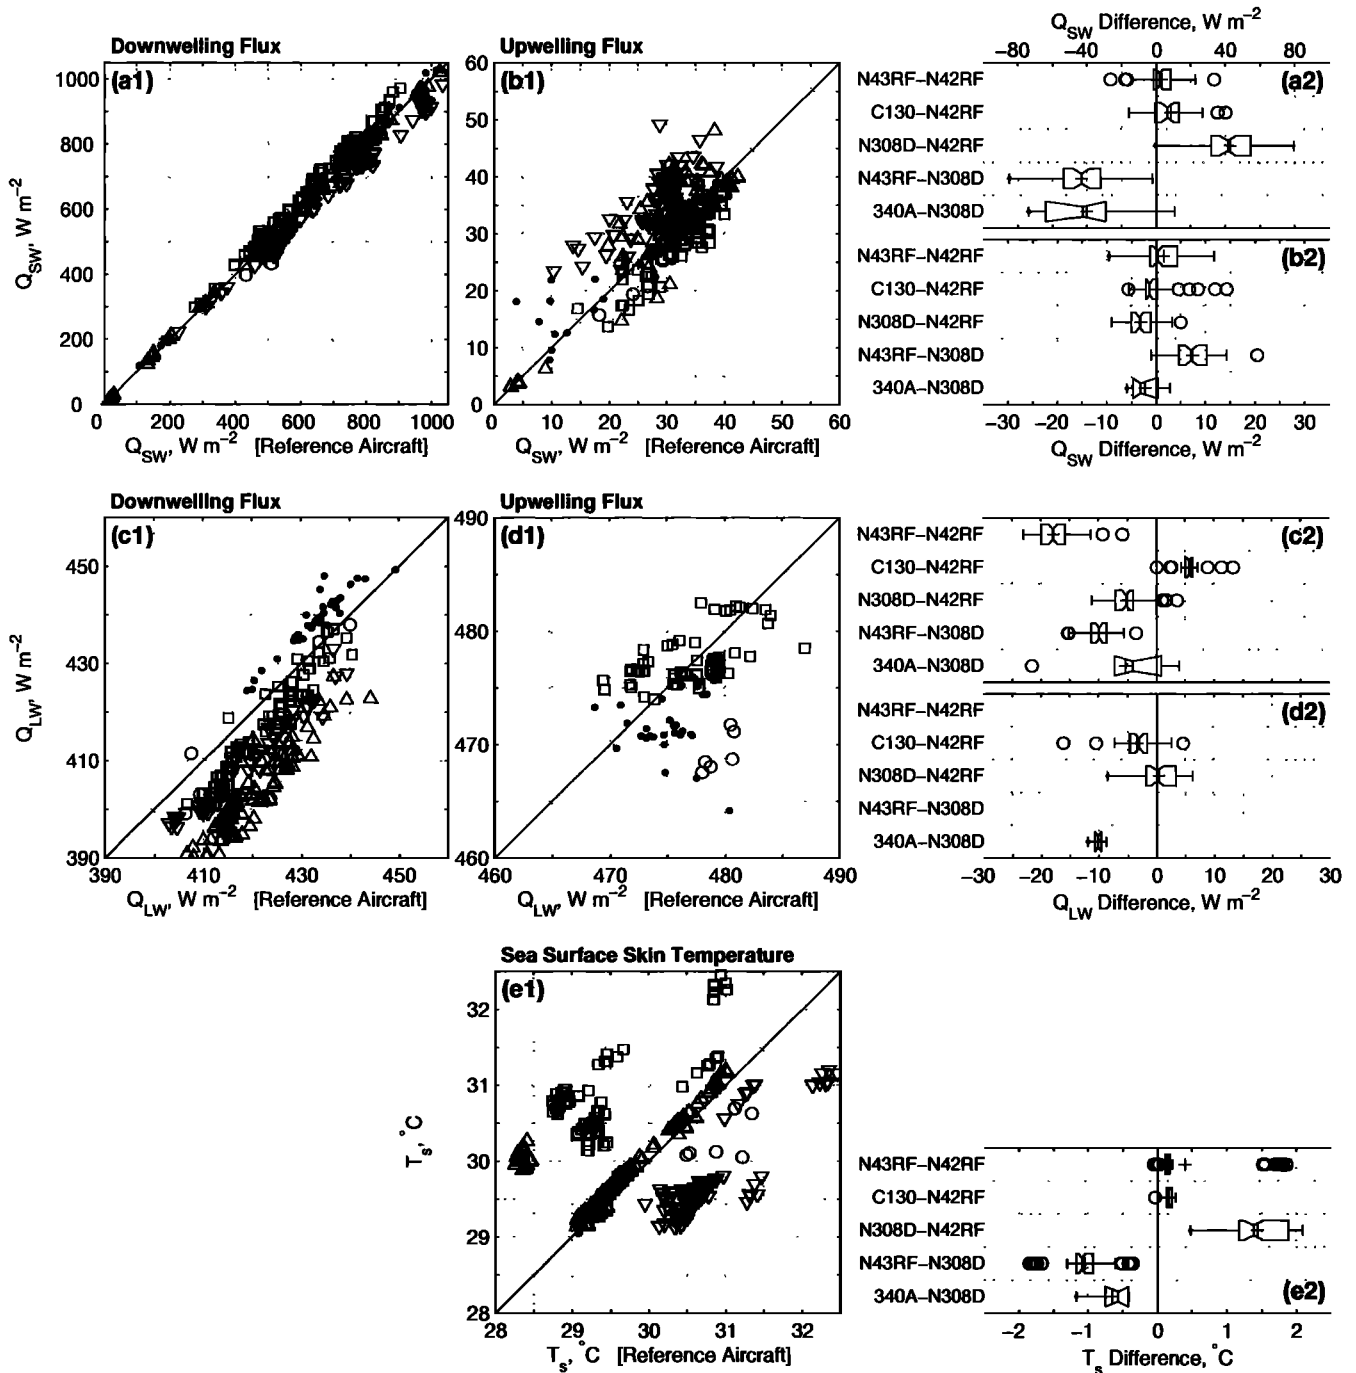 Downwelling Flux
(a1)
1000
800
600
400
200
0
Q_SW, W m⁻²
0 200 400 600 800 1000
Q_SW, W m⁻² [Reference Aircraft]
Upwelling Flux
(b1)
60
50
40
30
20
10
0
0 10 20 30 40 50 60
Q_SW, W m⁻² [Reference Aircraft]
Q_SW Difference, W m⁻²
−80 −40 0 40 80
(a2)
N43RF−N42RF
C130−N42RF
N308D−N42RF
N43RF−N308D
340A−N308D
(b2)
N43RF−N42RF
C130−N42RF
N308D−N42RF
N43RF−N308D
340A−N308D
−30 −20 −10 0 10 20 30
Q_SW Difference, W m⁻²
Downwelling Flux
(c1)
450
430
410
390
Q_LW, W m⁻²
390 410 430 450
Q_LW, W m⁻² [Reference Aircraft]
Upwelling Flux
(d1)
490
480
470
460
460 470 480 490
Q_LW, W m⁻² [Reference Aircraft]
(c2)
N43RF−N42RF
C130−N42RF
N308D−N42RF
N43RF−N308D
340A−N308D
(d2)
N43RF−N42RF
C130−N42RF
N308D−N42RF
N43RF−N308D
340A−N308D
−30 −20 −10 0 10 20 30
Q_LW Difference, W m⁻²
Sea Surface Skin Temperature
(e1)
32
31
30
29
28
T_s, °C
28 29 30 31 32
T_s, °C [Reference Aircraft]
N43RF−N42RF
C130−N42RF
N308D−N42RF
N43RF−N308D
340A−N308D
(e2)
−2 −1 0 1 2
T_s Difference, °C